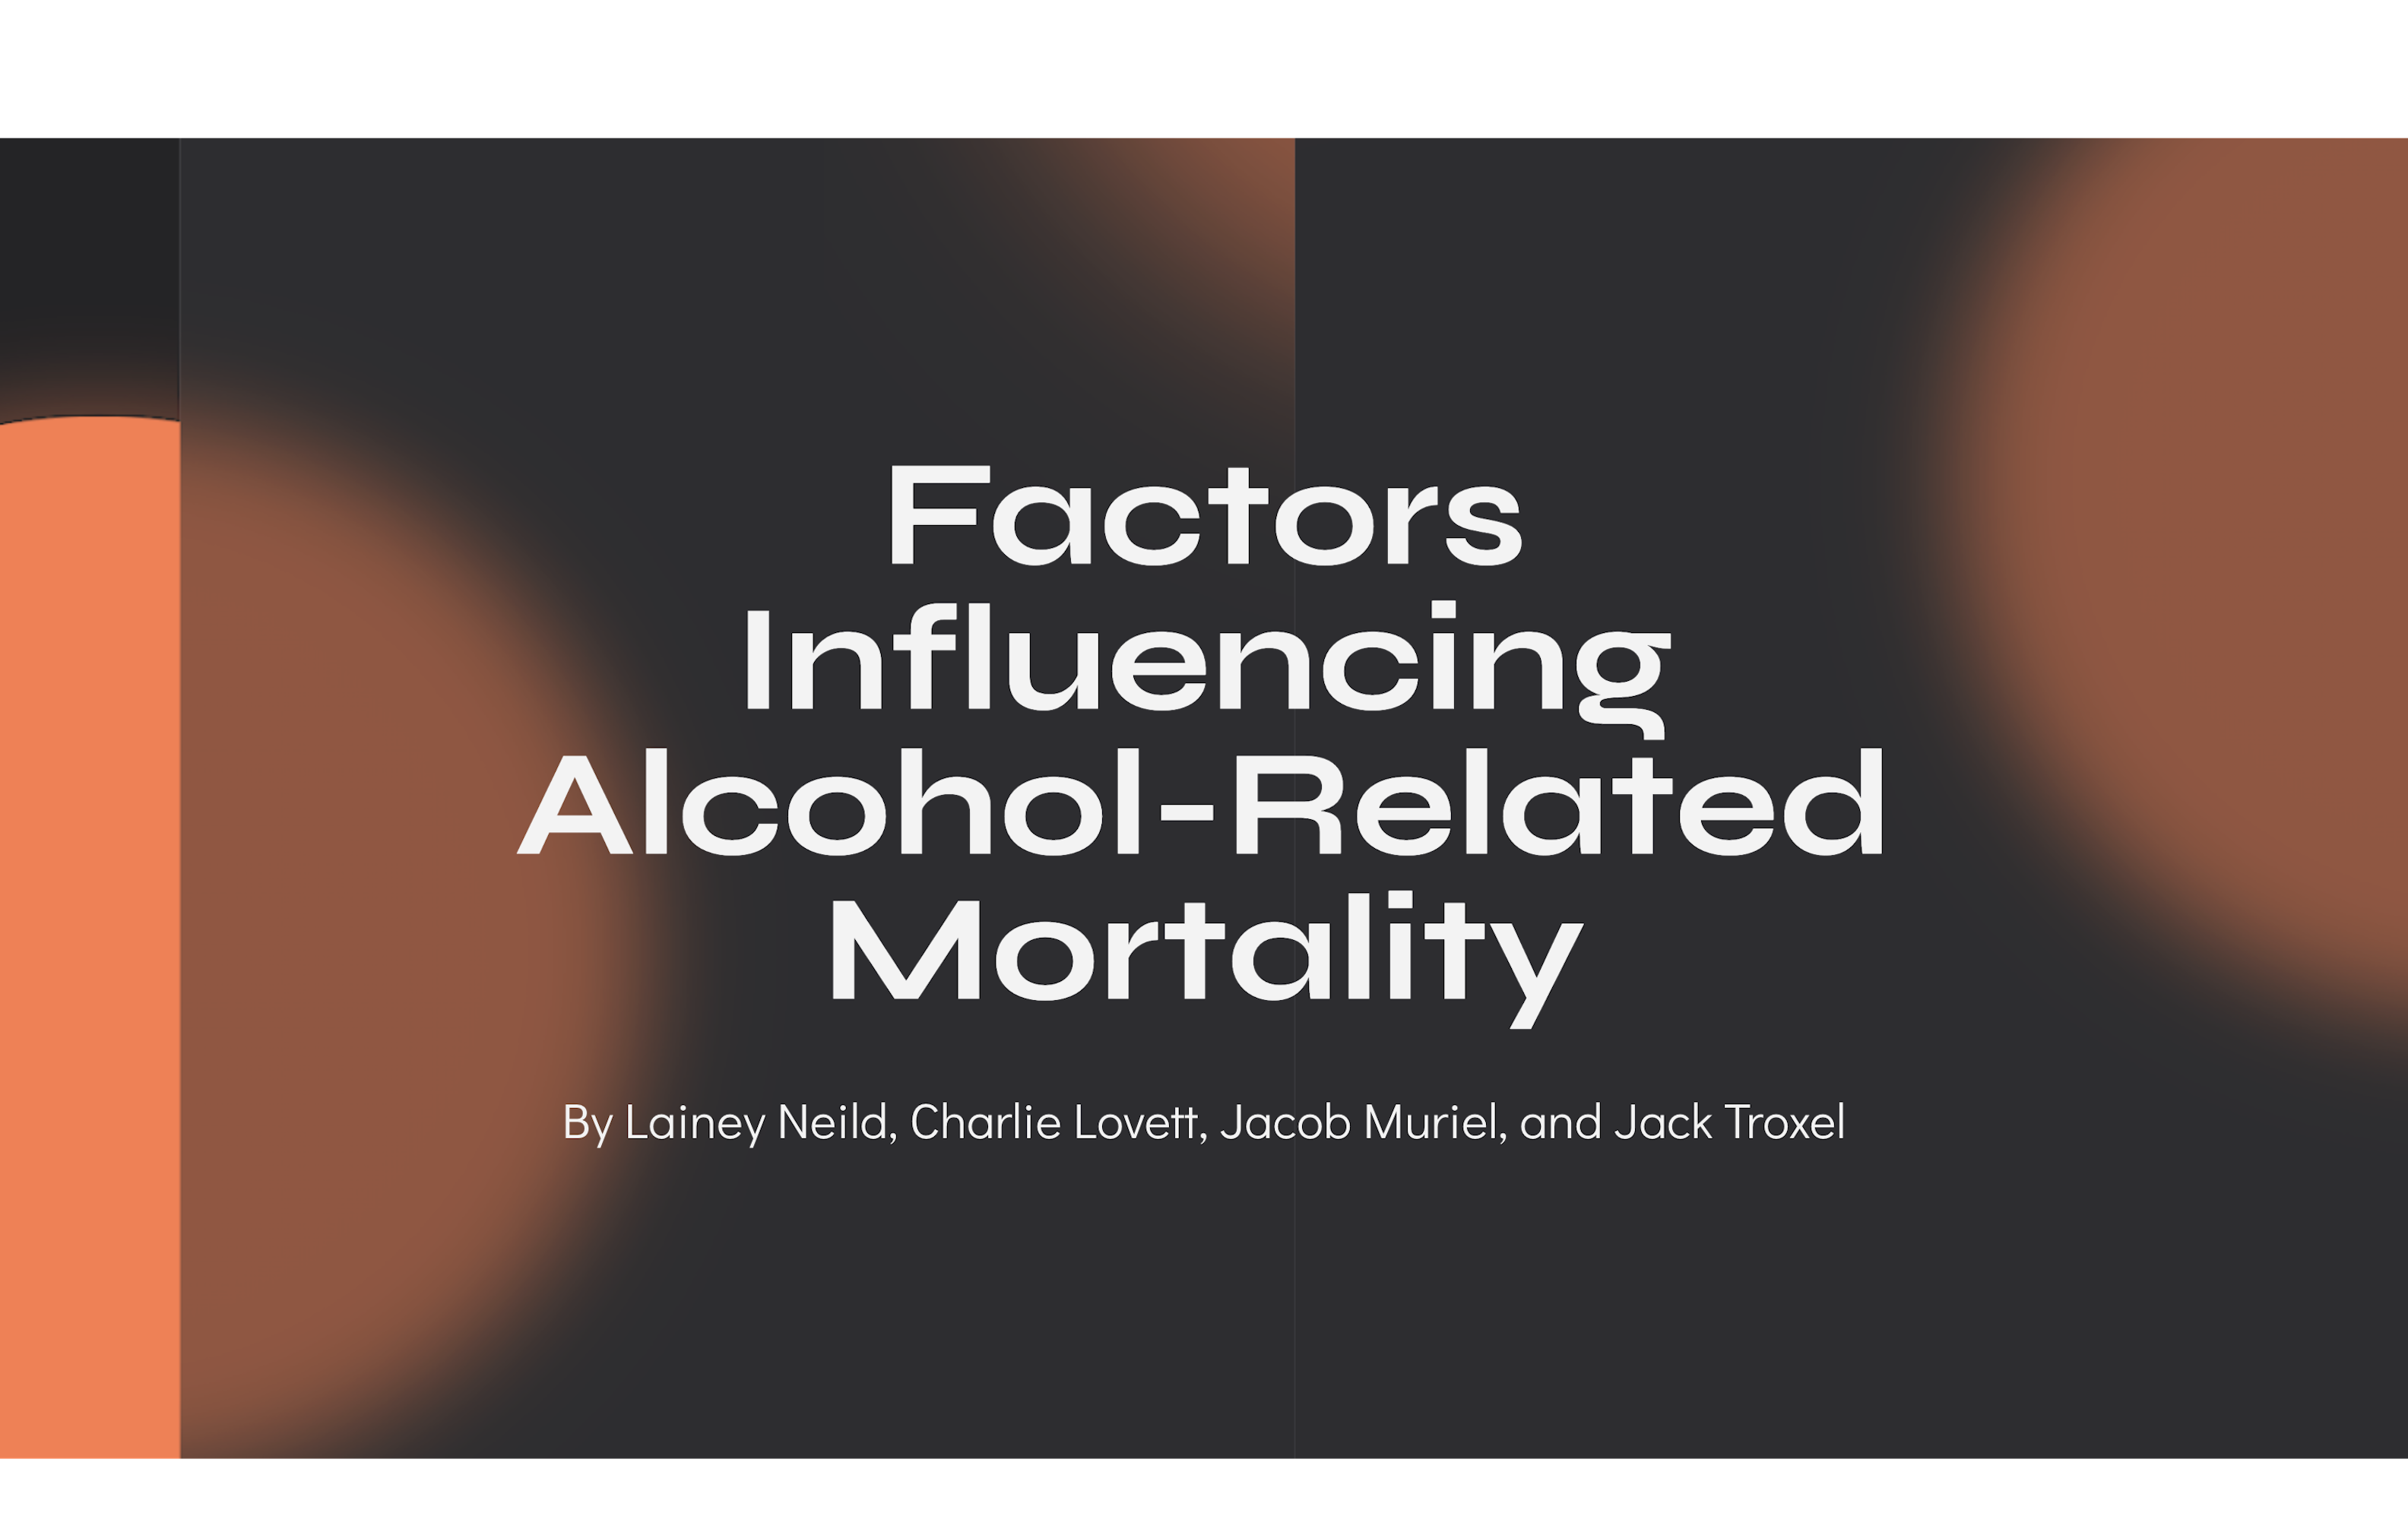 Factors
Influencing
Alcohol-Related
Mortality
By Lainey Neild, Charlie Lovett, Jacob Muriel, and Jack Troxel